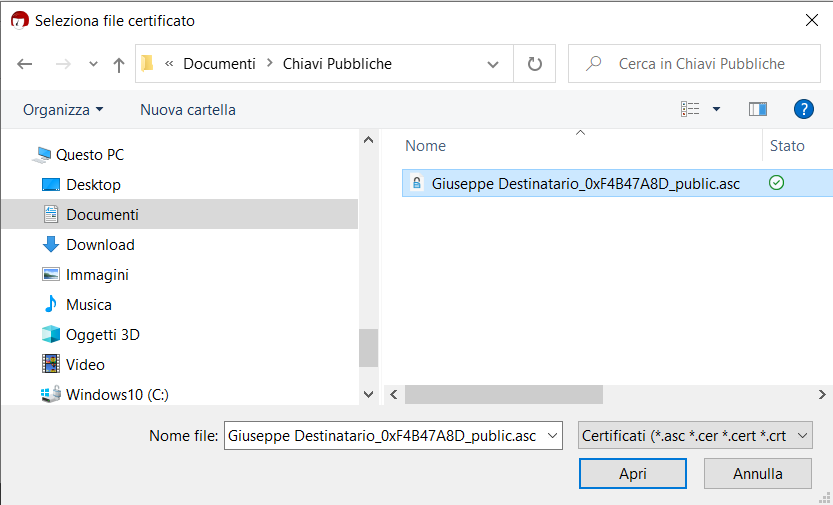 Seleziona file certificato
« Documenti > Chiavi Pubbliche
Cerca in Chiavi Pubbliche
Organizza
Nuova cartella
?
Questo PC
Desktop
Documenti
Download
Immagini
Musica
Oggetti 3D
Video
Windows10 (C:)
Nome
Stato
Giuseppe Destinatario_0xF4B47A8D_public.asc
Nome file:
Giuseppe Destinatario_0xF4B47A8D_public.asc
Certificati (*.asc *.cer *.cert *.crt
Apri
Annulla